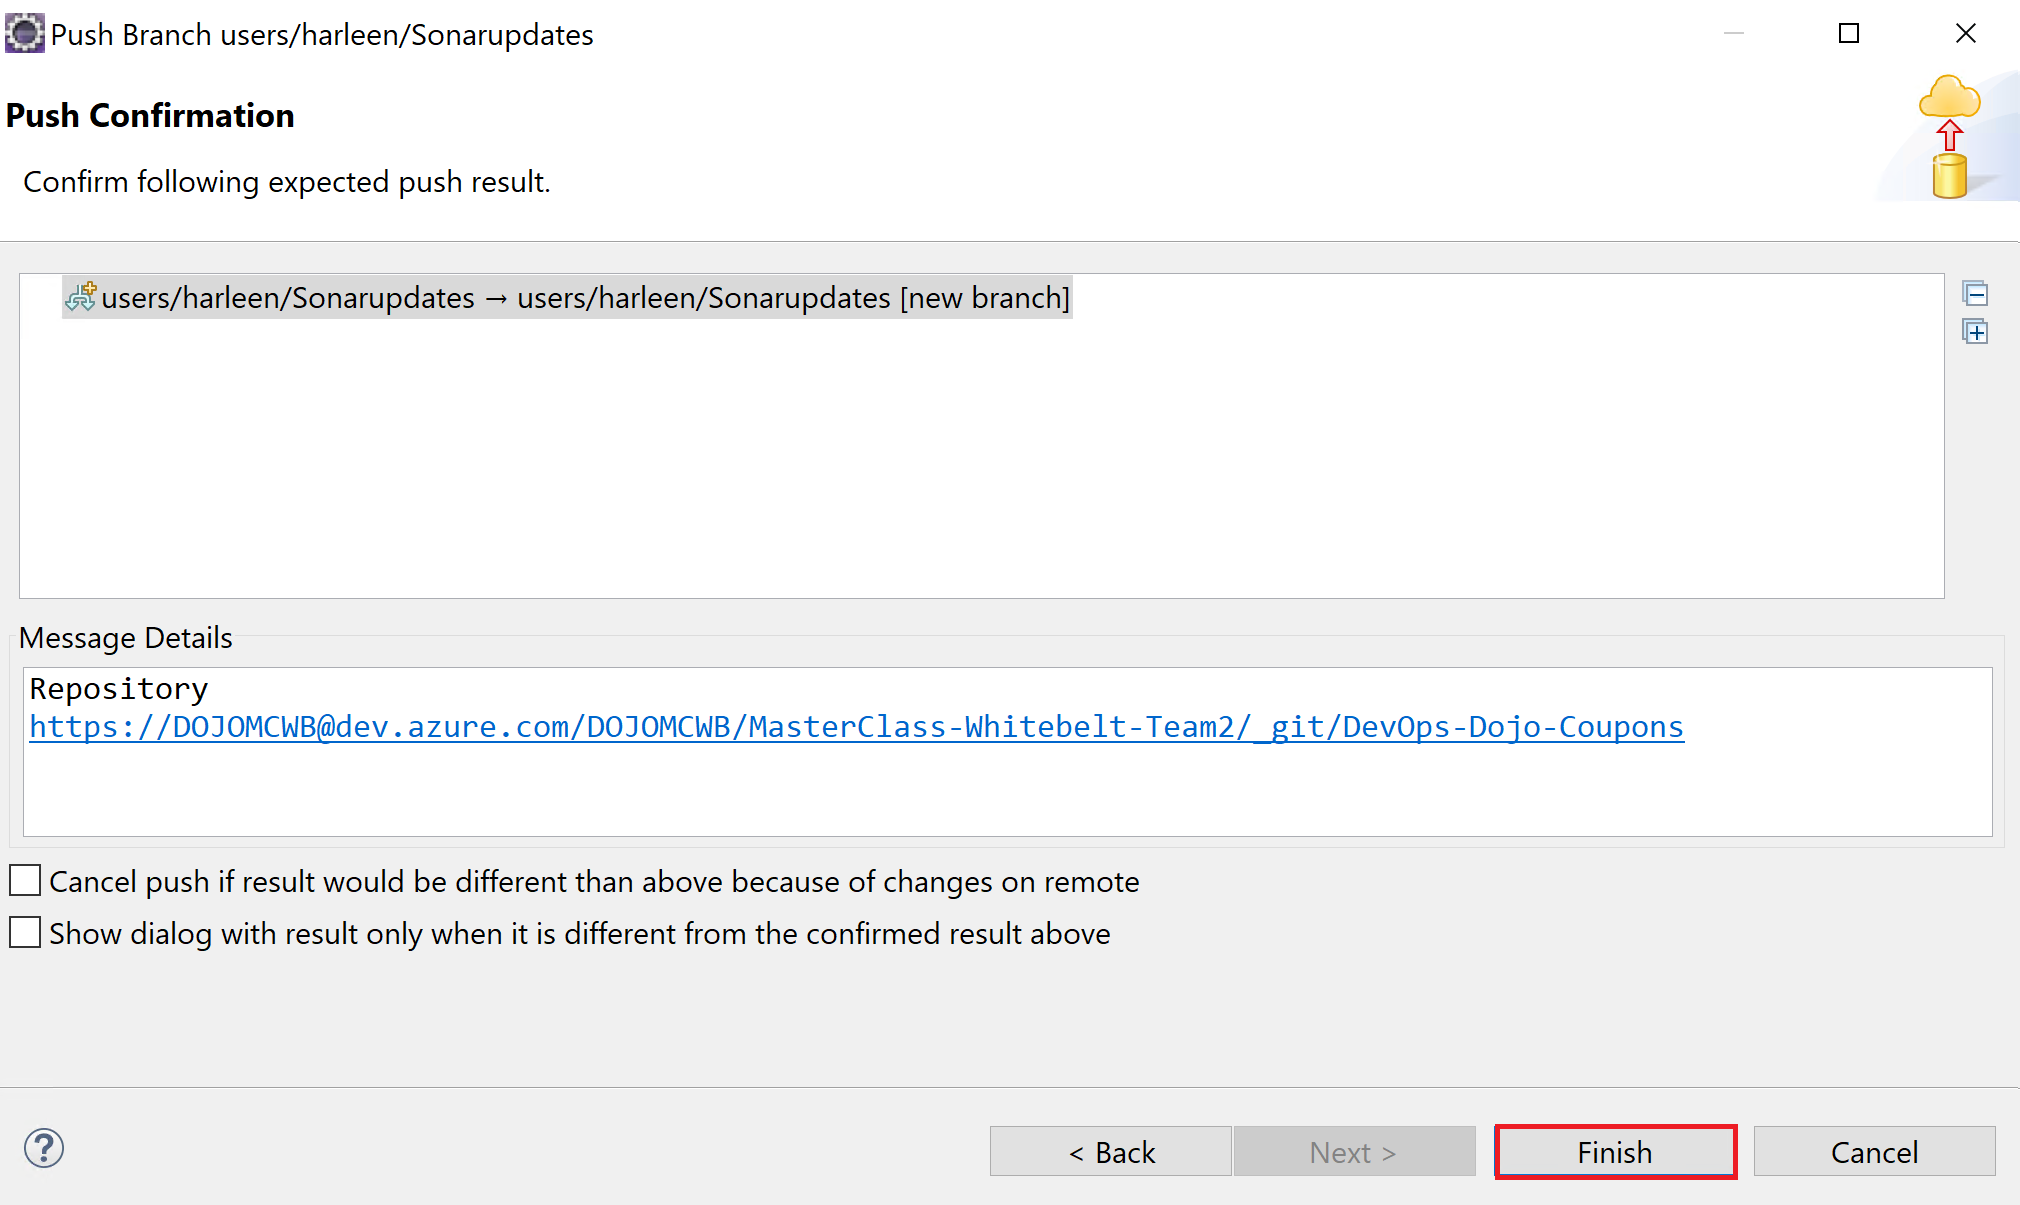 Push Branch users/harleen/Sonarupdates
Push Confirmation
Confirm following expected push result.
users/harleen/Sonarupdates → users/harleen/Sonarupdates [new branch]
Message Details
Repository
https://DOJOMCWB@dev.azure.com/DOJOMCWB/MasterClass-Whitebelt-Team2/_git/DevOps-Dojo-Coupons
Cancel push if result would be different than above because of changes on remote
Show dialog with result only when it is different from the confirmed result above
< Back
Next >
Finish
Cancel